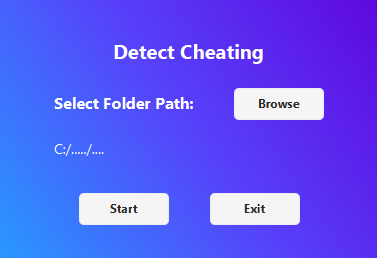 Detect Cheating
Select Folder Path: Browse
C:/...../....
Start Exit